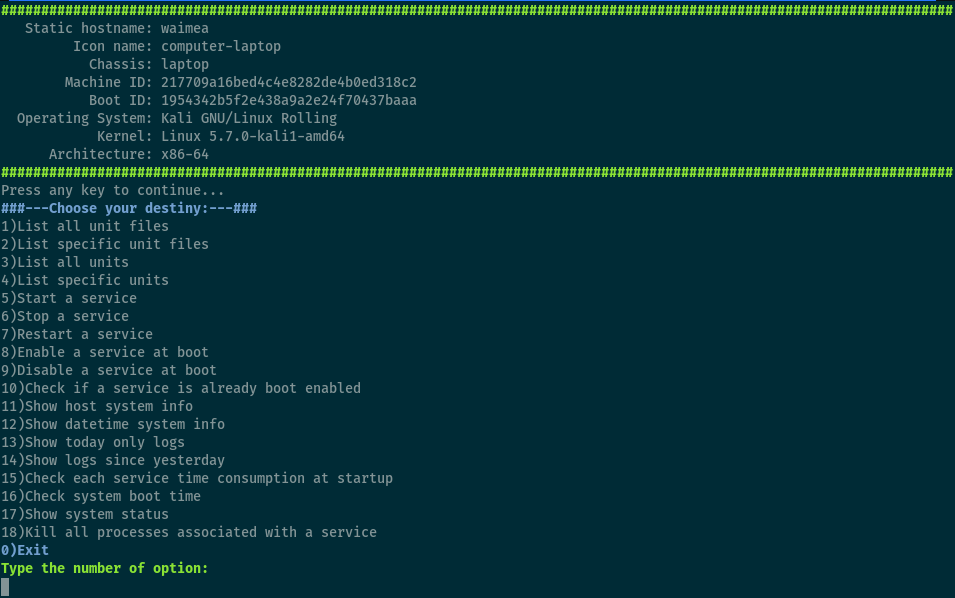 #######################################################################################################################
Static hostname: waimea
Icon name: computer-laptop
Chassis: laptop
Machine ID: 217709a16bed4c4e8282de4b0ed318c2
Boot ID: 1954342b5f2e438a9a2e24f70437baaa
Operating System: Kali GNU/Linux Rolling
Kernel: Linux 5.7.0-kali1-amd64
Architecture: x86-64
#######################################################################################################################
Press any key to continue...
###---Choose your destiny:---###
1)List all unit files
2)List specific unit files
3)List all units
4)List specific units
5)Start a service
6)Stop a service
7)Restart a service
8)Enable a service at boot
9)Disable a service at boot
10)Check if a service is already boot enabled
11)Show host system info
12)Show datetime system info
13)Show today only logs
14)Show logs since yesterday
15)Check each service time consumption at startup
16)Check system boot time
17)Show system status
18)Kill all processes associated with a service
0)Exit
Type the number of option: